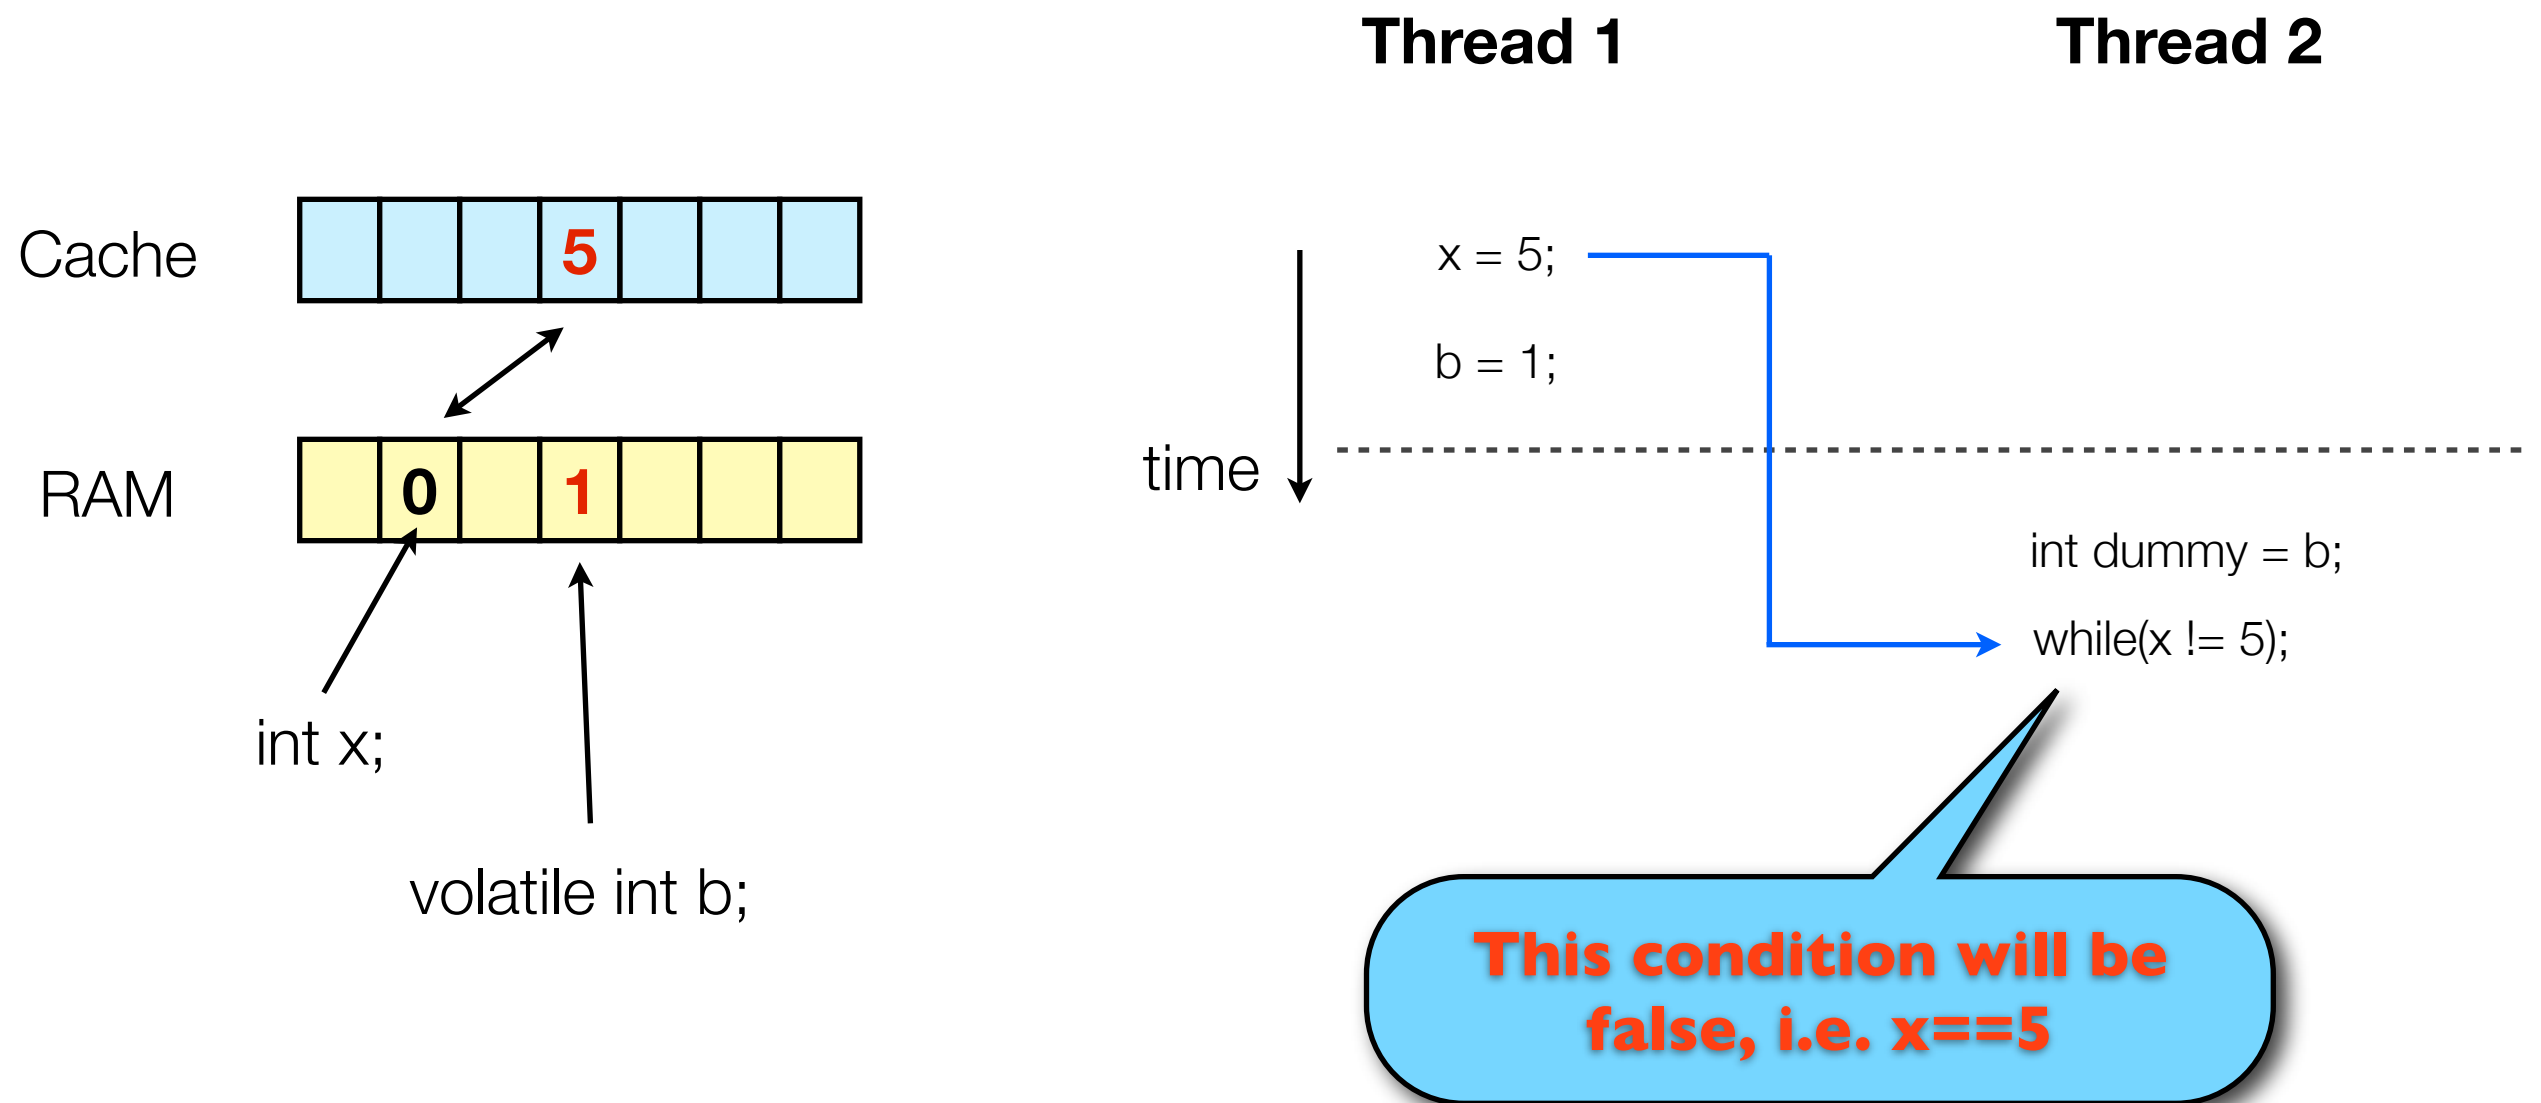 Thread 1
Thread 2
Cache
5
x = 5;
b = 1;
time
RAM
0
1
int dummy = b;
while(x != 5);
int x;
volatile int b;
This condition will be
false, i.e. x==5